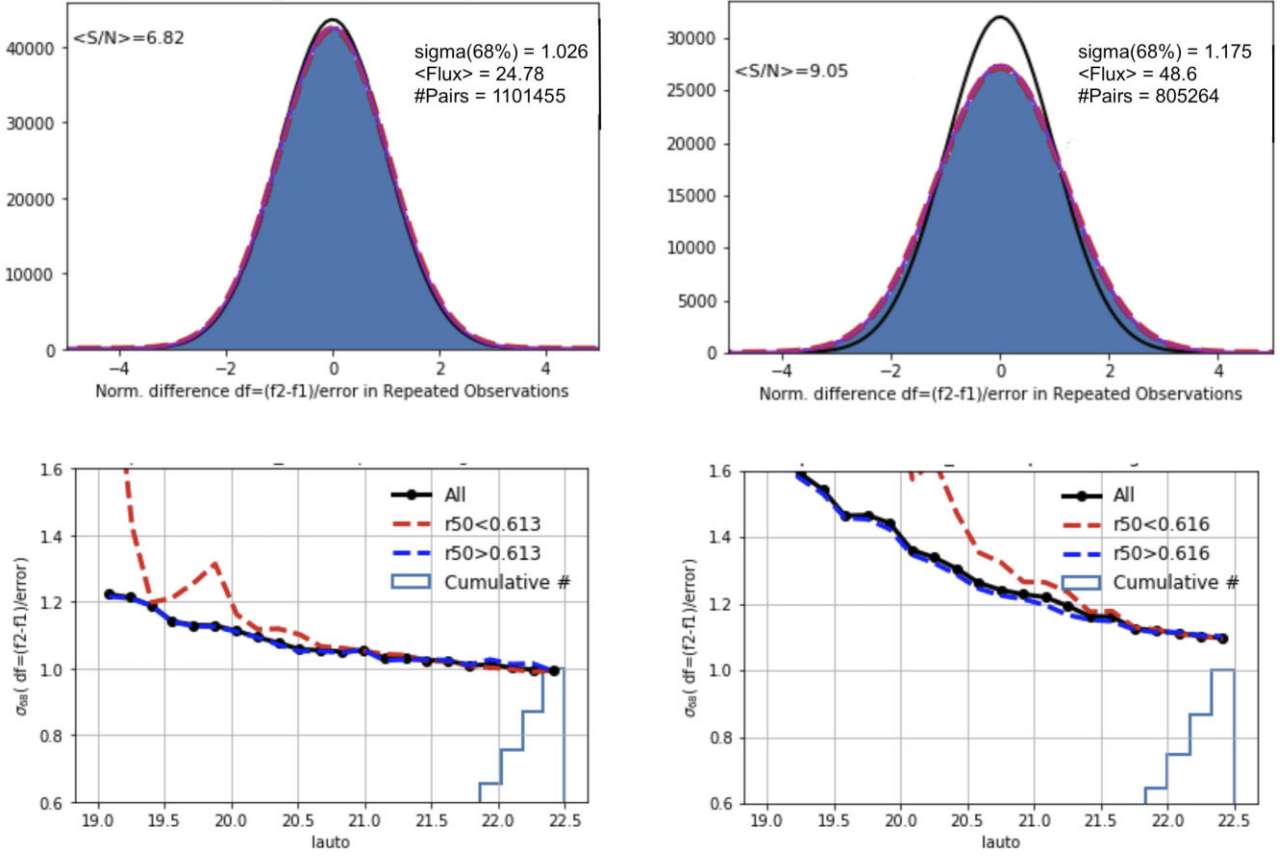 <S/N>=6.82
sigma(68%) = 1.026
<Flux> = 24.78
#Pairs = 1101455
40000
30000
20000
10000
0
−4
−2
0
2
4
Norm. difference df=(f2-f1)/error in Repeated Observations
<S/N>=9.05
sigma(68%) = 1.175
<Flux> = 48.6
#Pairs = 805264
30000
25000
20000
15000
10000
5000
0
−4
−2
0
2
4
Norm. difference df=(f2-f1)/error in Repeated Observations
1.6
1.4
1.2
1.0
0.8
0.6
σ68( df=(f2-f1)/error)
All
r50<0.613
r50>0.613
Cumulative #
19.0
19.5
20.0
20.5
21.0
21.5
22.0
22.5
Iauto
1.6
1.4
1.2
1.0
0.8
0.6
σ68( df=(f2-f1)/error)
All
r50<0.616
r50>0.616
Cumulative #
19.0
19.5
20.0
20.5
21.0
21.5
22.0
22.5
Iauto